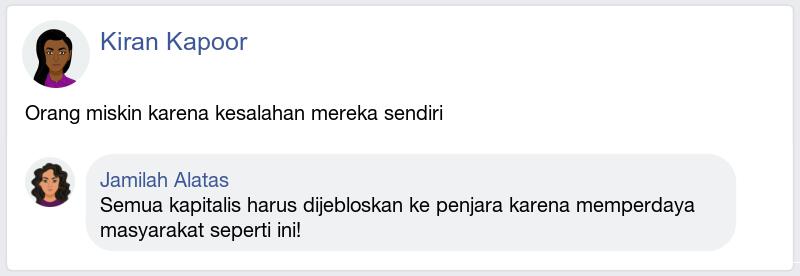 Kiran Kapoor
Orang miskin karena kesalahan mereka sendiri
Jamilah Alatas
Semua kapitalis harus dijebloskan ke penjara karena memperdaya
masyarakat seperti ini!